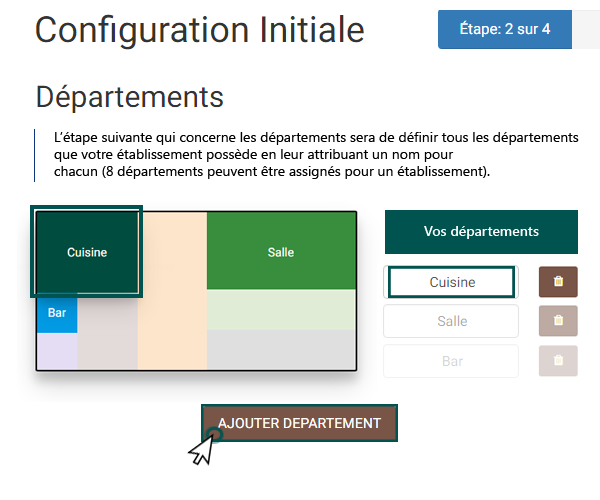 Configuration Initiale
Étape: 2 sur 4
Départements
L'étape suivante qui concerne les départements sera de définir tous les départements
que votre établissement possède en leur attribuant un nom pour
chacun (8 départements peuvent être assignés pour un établissement).
Cuisine
Salle
Bar
Vos départements
Cuisine
Salle
Bar
AJOUTER DEPARTEMENT